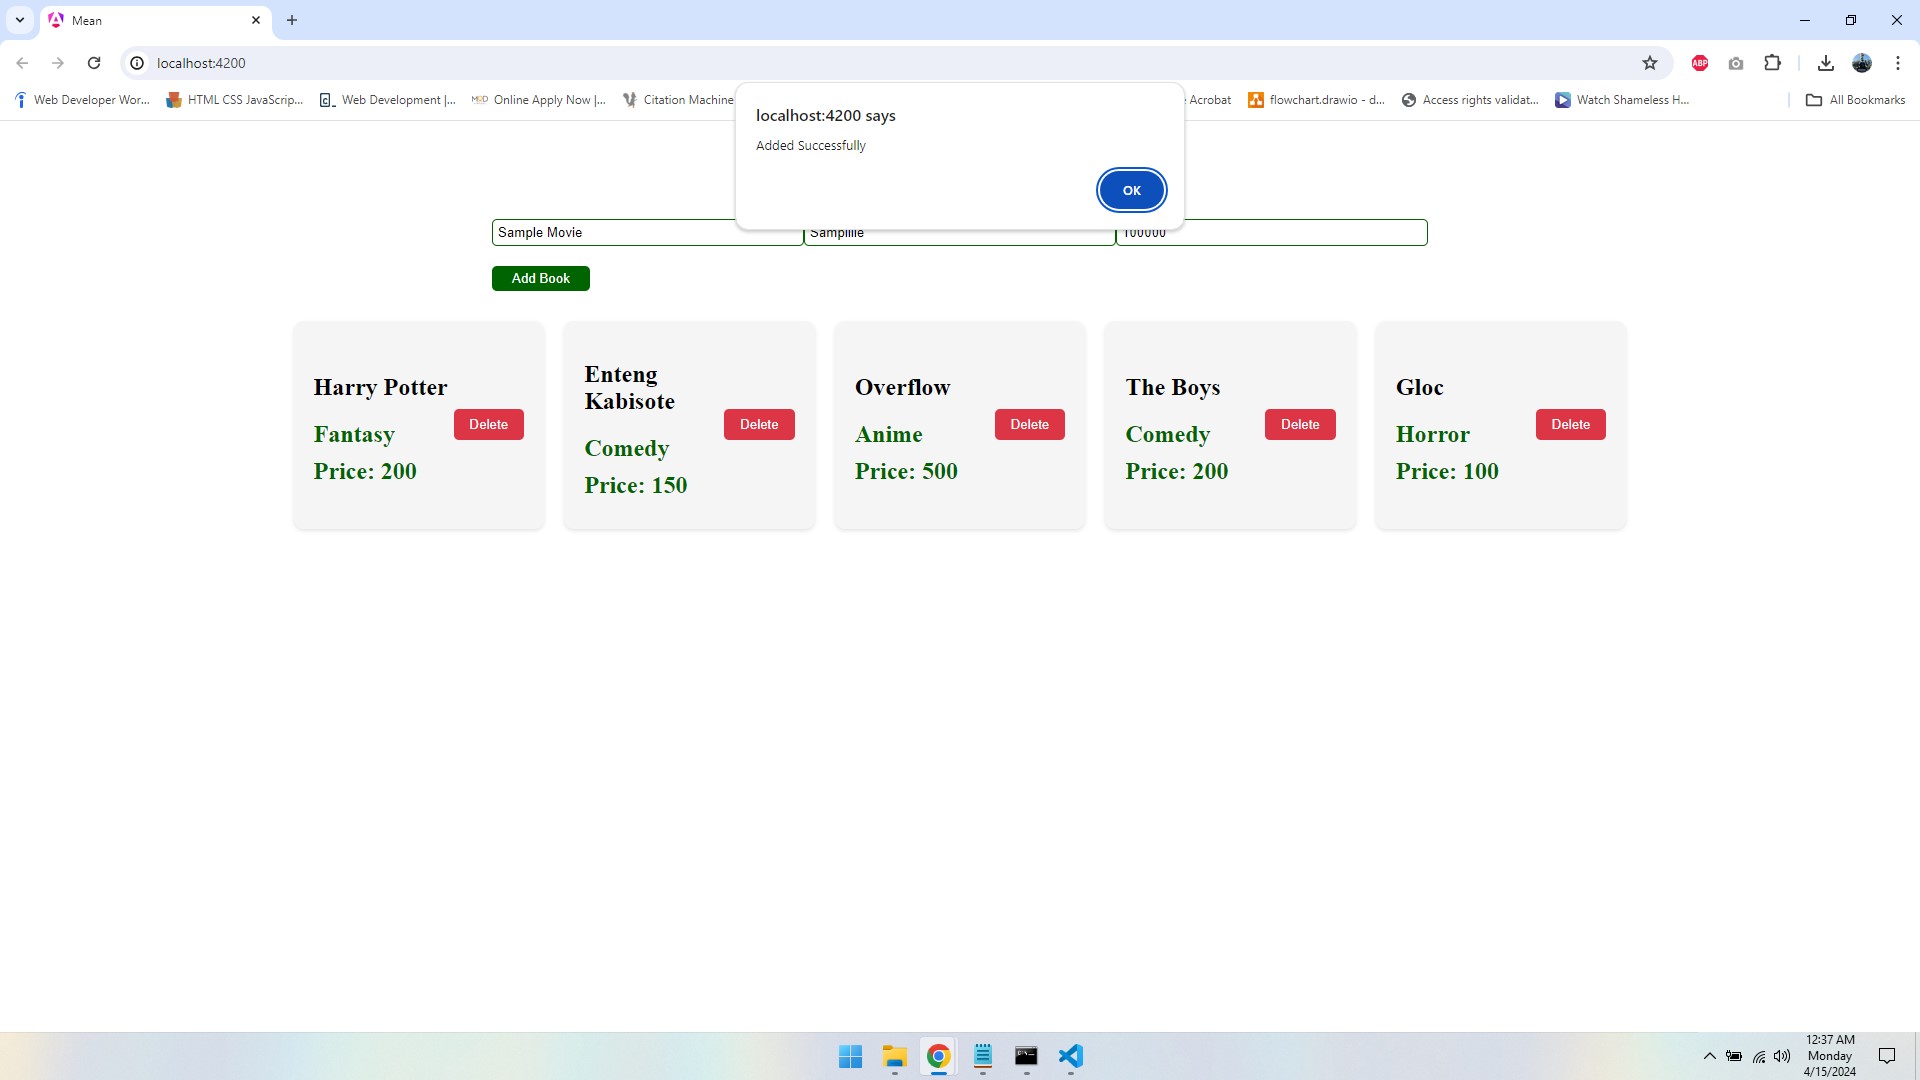 Mean
localhost:4200
Web Developer Wor...
HTML CSS JavaScrip...
Web Development |...
Online Apply Now |...
Citation Machine
Acrobat
flowchart.drawio - d...
Access rights validat...
Watch Shameless H...
All Bookmarks
ABP
localhost:4200 says
Added Successfully
OK
Sample Movie
100000
Add Book
Harry Potter
Fantasy
Price: 200
Delete
Enteng
Kabisote
Comedy
Price: 150
Delete
Overflow
Anime
Price: 500
Delete
The Boys
Comedy
Price: 200
Delete
Gloc
Horror
Price: 100
Delete
12:37 AM
Monday
4/15/2024